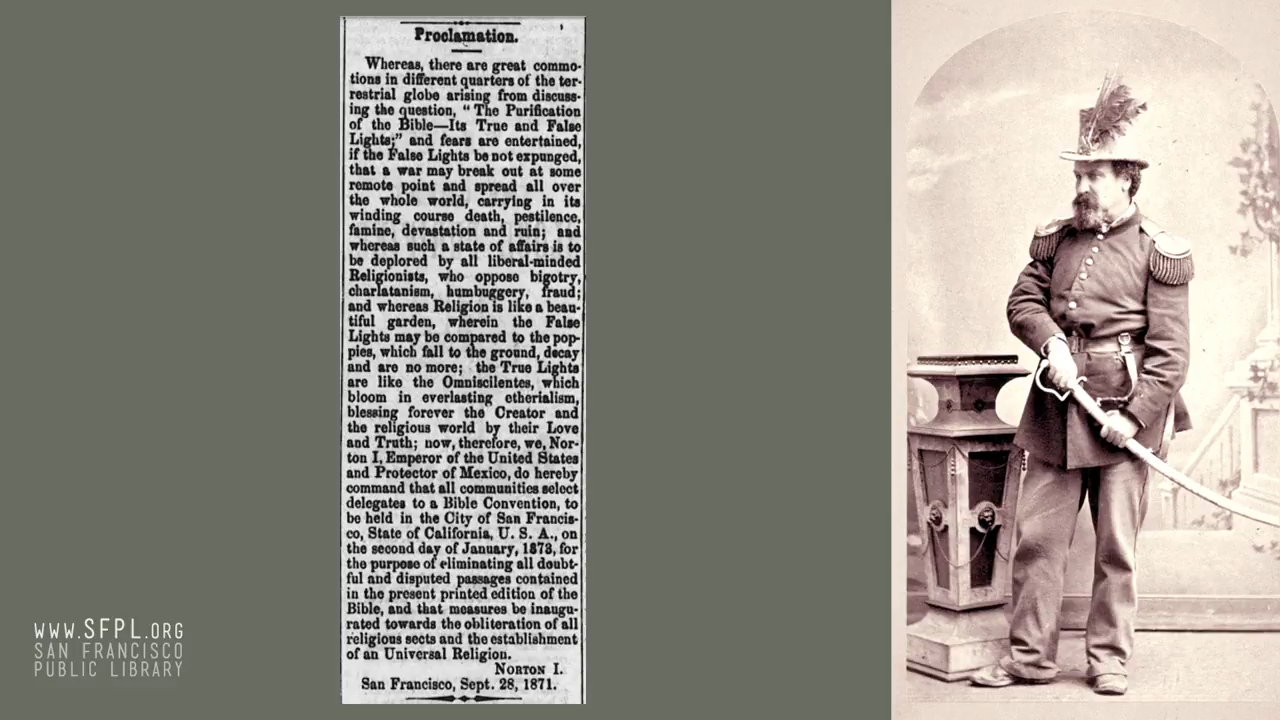 Proclamation.
Whereas, there are great commo-
tions in different quarters of the ter-
restrial globe arising from discuss-
ing the question, "The Purification
of the Bible—Its True and False
Lights;" and fears are entertained,
if the False Lights be not expunged,
that a war may break out at some
remote point and spread all over
the whole world, carrying in its
winding course death, pestilence,
famine, devastation and ruin; and
whereas such a state of affairs is to
be deplored by all liberal-minded
Religionists, who oppose bigotry,
charlatanism, humbuggery, fraud;
and whereas Religion is like a beau-
tiful garden, wherein the False
Lights may be compared to the pop-
pies, which fall to the ground, decay
and are no more; the True Lights
are like the Omniscilentes, which
bloom in everlasting etherialism,
blessing forever the Creator and
the religious world by their Love
and Truth; now, therefore, we, Nor-
ton I, Emperor of the United States
and Protector of Mexico, do hereby
command that all communities select
delegates to a Bible Convention, to
be held in the City of San Francis-
co, State of California, U. S. A., on
the second day of January, 1873, for
the purpose of eliminating all doubt-
ful and disputed passages contained
in the present printed edition of the
Bible, and that measures be inaugu-
rated towards the obliteration of all
religious sects and the establishment
of an Universal Religion.
NORTON I.
San Francisco, Sept. 28, 1871.
WWW.SFPL.ORG
SAN FRANCISCO
PUBLIC LIBRARY